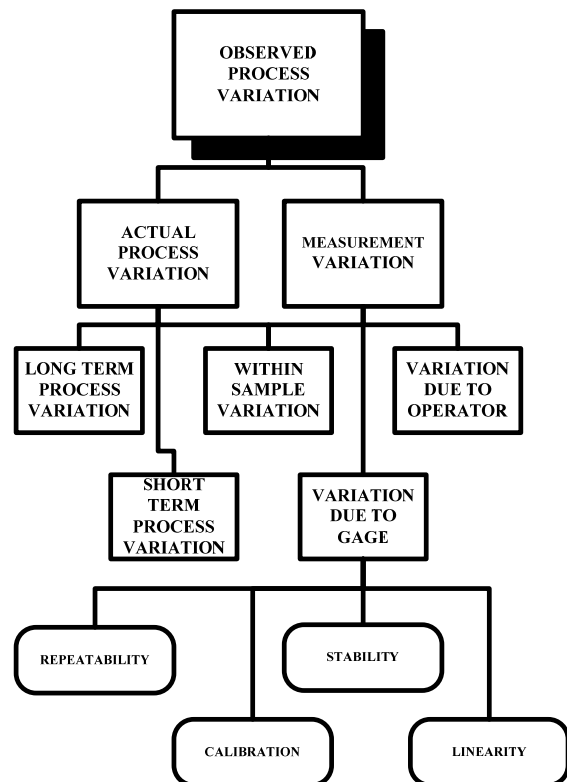 OBSERVED
PROCESS
VARIATION
ACTUAL
PROCESS
VARIATION
MEASUREMENT
VARIATION
LONG TERM
PROCESS
VARIATION
WITHIN
SAMPLE
VARIATION
VARIATION
DUE TO
OPERATOR
SHORT
TERM
PROCESS
VARIATION
VARIATION
DUE TO
GAGE
REPEATABILITY
STABILITY
CALIBRATION
LINEARITY